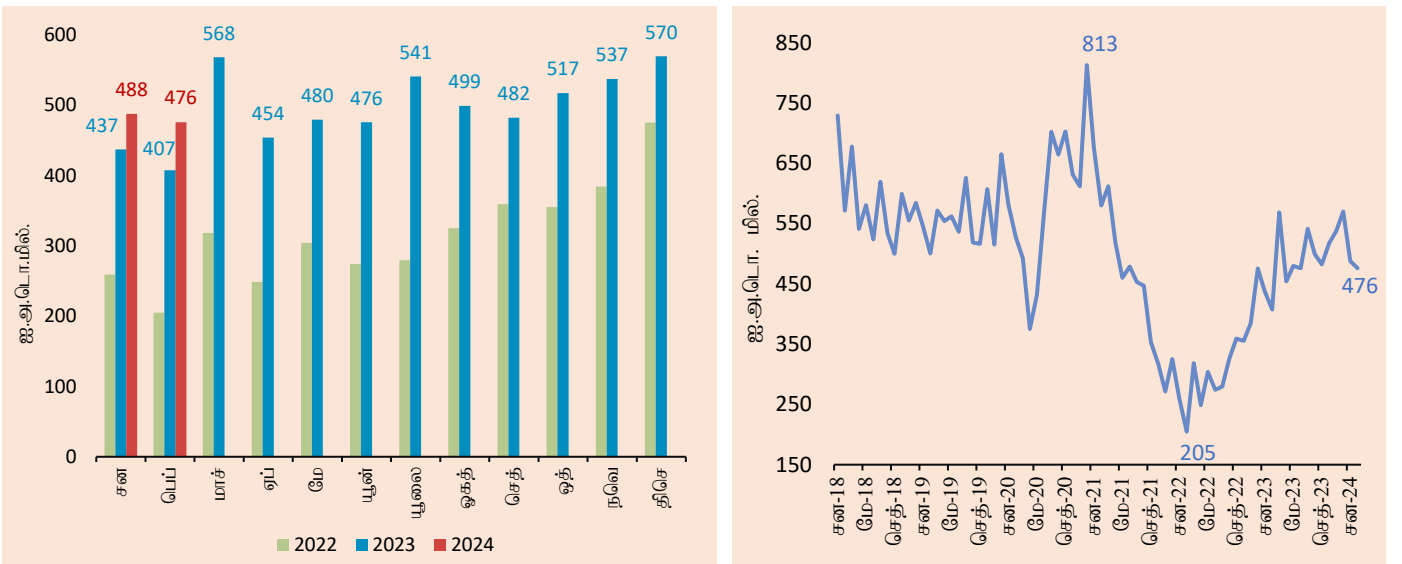 600
500
400
300
200
100
0
ஐ.அ.டொ.மில்.
437
488
407
476
568
454
480
476
541
499
482
517
537
570
சன
பெப்
மார்ச்
ஏப்
மே
யூன்
யூலை
ஓகத்
செத்
ஒத்
நவெ
திசெ
2022 2023 2024
850
750
650
550
450
350
250
150
ஐ.அ.டொ. மில்.
813
205
476
சன-18
மே-18
செத்-18
சன-19
மே-19
செத்-19
சன-20
மே-20
செத்-20
சன-21
மே-21
செத்-21
சன-22
மே-22
செத்-22
சன-23
மே-23
செத்-23
சன-24